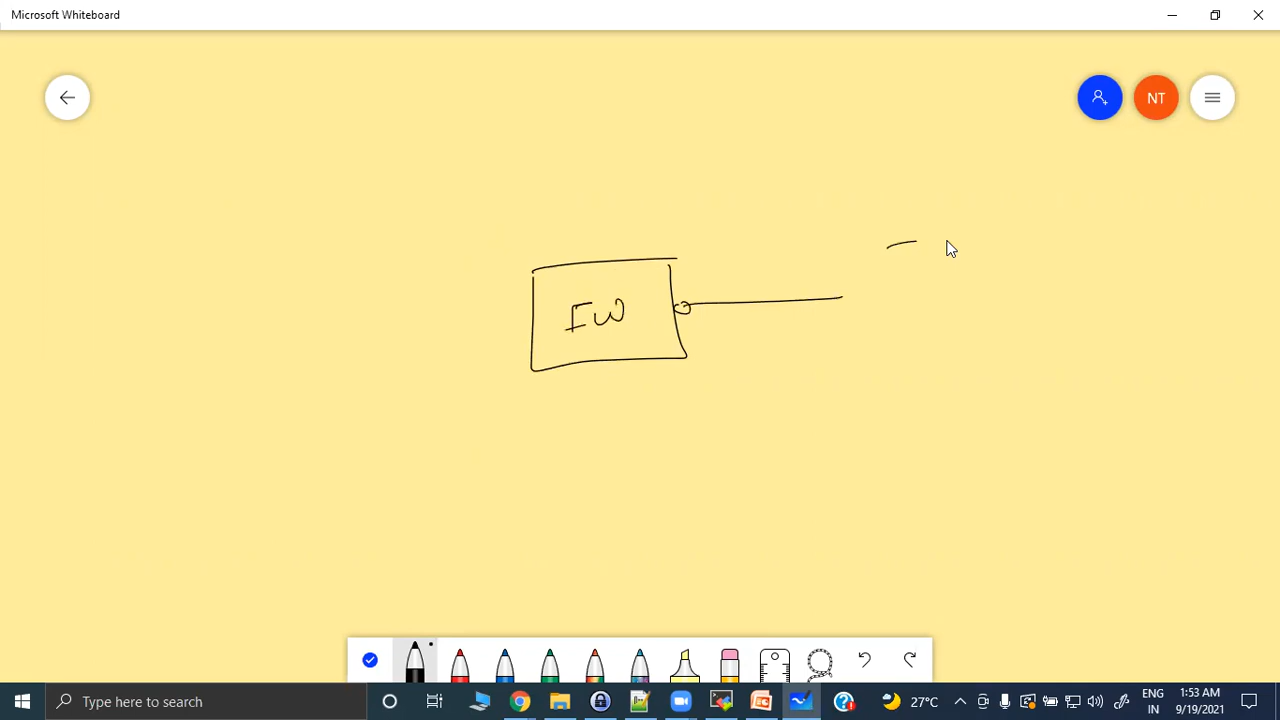 Microsoft Whiteboard
NT
FW
Type here to search
27°C
ENG
IN
1:53 AM
9/19/2021